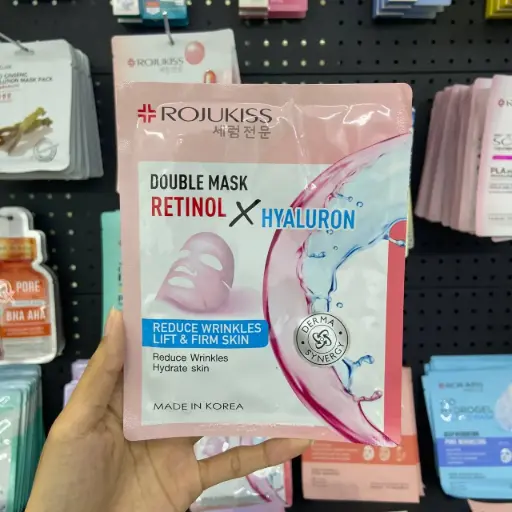 ROJUKISS
세럼전문
DOUBLE MASK
RETINOL X HYALURON
REDUCE WRINKLES
LIFT & FIRM SKIN
Reduce Wrinkles
Hydrate skin
MADE IN KOREA
DERMA
SYNERGY
ROJUKISS
PORE
BHA AHA
ROJUKISS